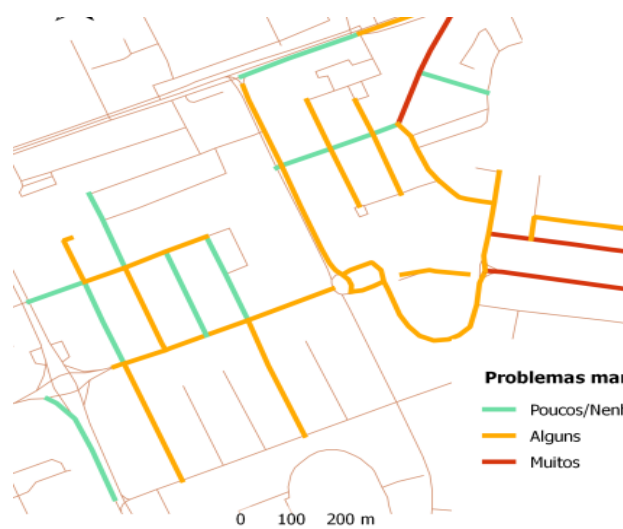 Problemas mar
Poucos/Nenh
Alguns
Muitos
0 100 200 m